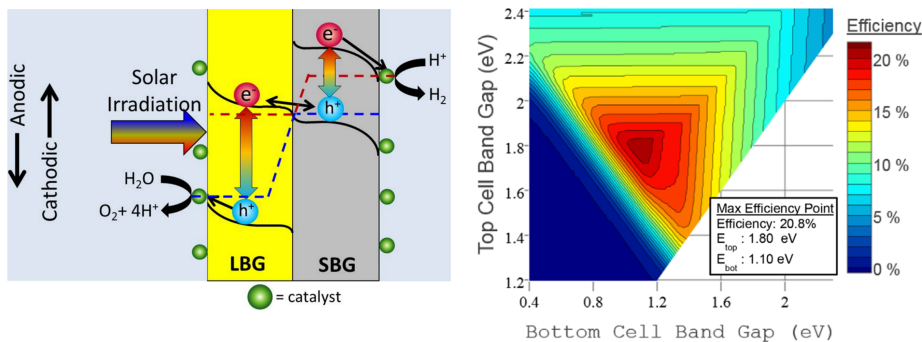 Anodic
Cathodic
Solar
Irradiation
H₂O
O₂+ 4H⁺
e⁻
h⁺
LBG
e⁻
h⁺
SBG
H⁺
H₂
= catalyst
Top Cell Band Gap (eV)
2.4
2.2
2.0
1.8
1.6
1.4
1.2
0.4
0.8
1.2
1.6
2
Bottom Cell Band Gap (eV)
Max Efficiency Point
Efficiency: 20.8%
E_top : 1.80 eV
E_bot : 1.10 eV
Efficiency
20 %
15 %
10 %
5 %
0 %